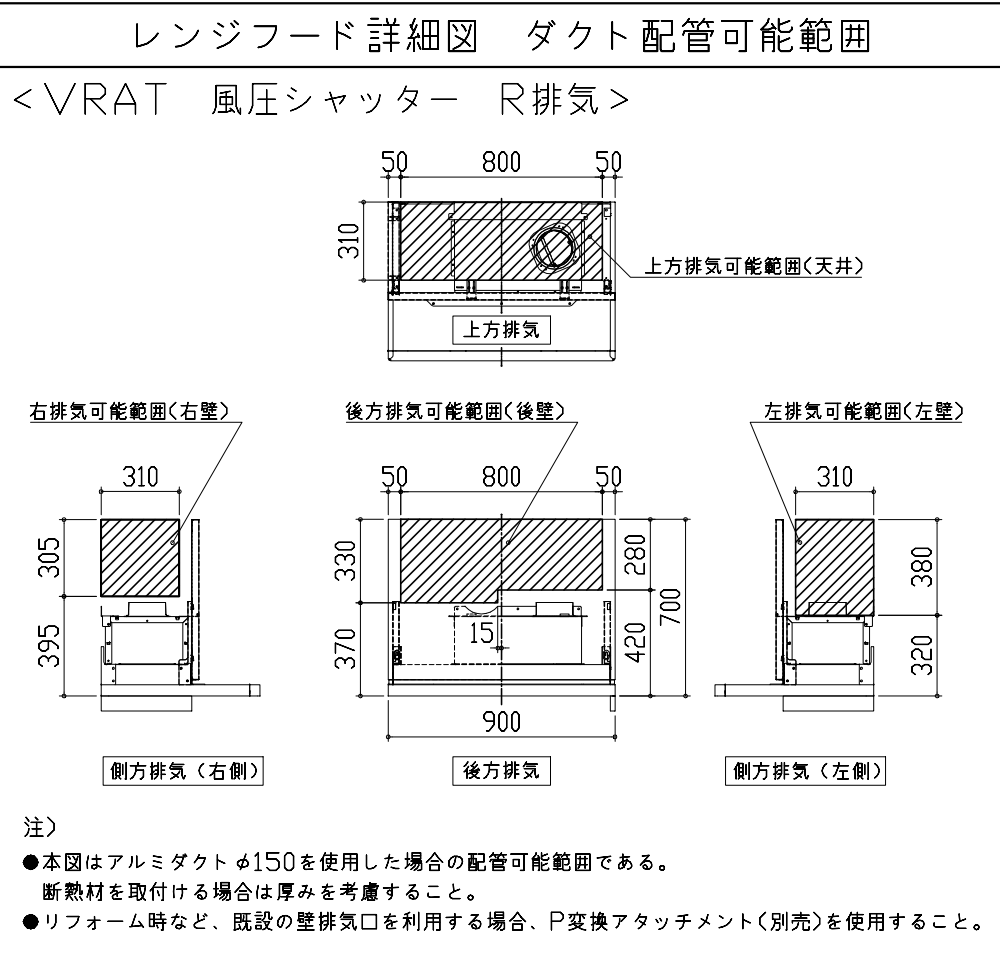 レンジフード詳細図　ダクト配管可能範囲
＜VRAT　風圧シャッター　R排気＞
50 800 50
310
上方排気可能範囲(天井)
上方排気
右排気可能範囲(右壁)
後方排気可能範囲(後壁)
左排気可能範囲(左壁)
310
50 800 50
310
305
395
330
370
15
280
420
700
380
320
900
側方排気（右側）
後方排気
側方排気（左側）
注）
●本図はアルミダクトφ150を使用した場合の配管可能範囲である。
断熱材を取付ける場合は厚みを考慮すること。
●リフォーム時など、既設の壁排気口を利用する場合、P変換アタッチメント(別売)を使用すること。